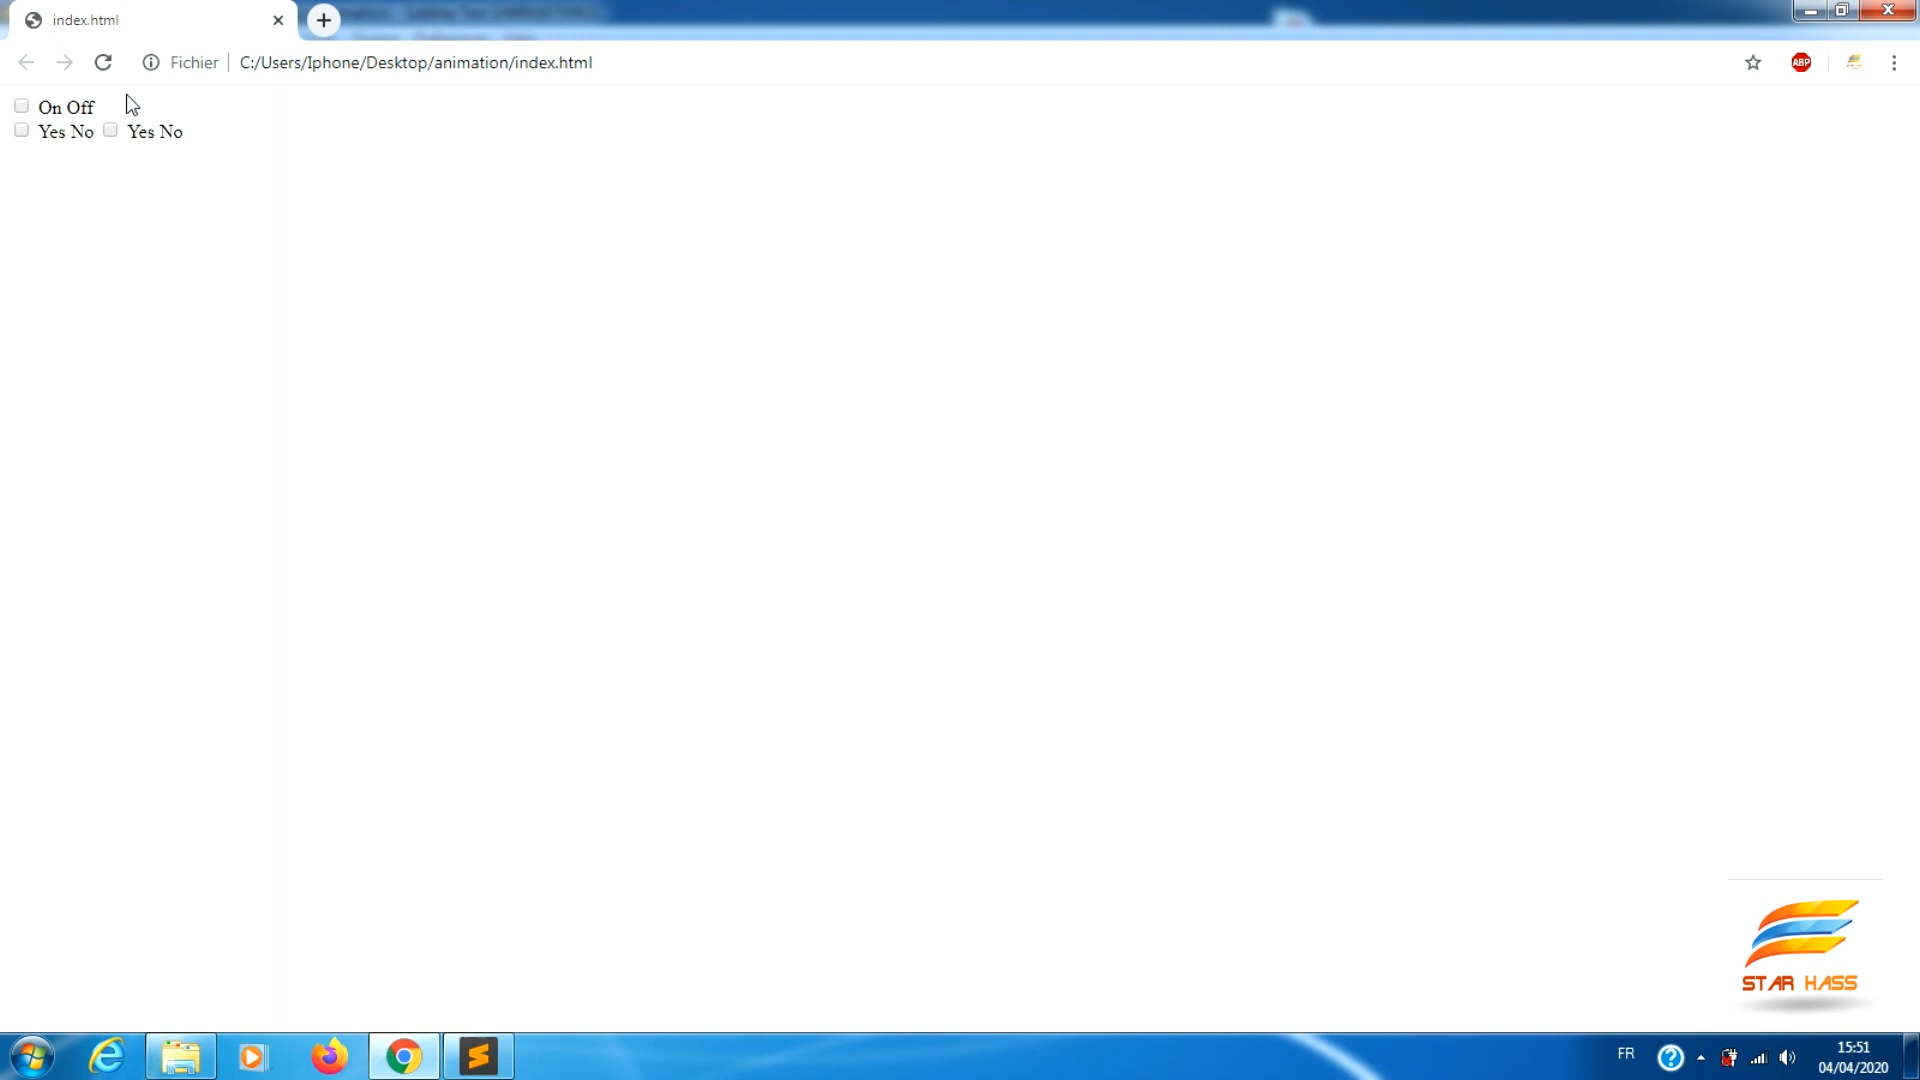 index.html
Fichier
C:/Users/Iphone/Desktop/animation/index.html
ABP
On Off
Yes No
Yes No
STAR HASS
FR
15:51
04/04/2020